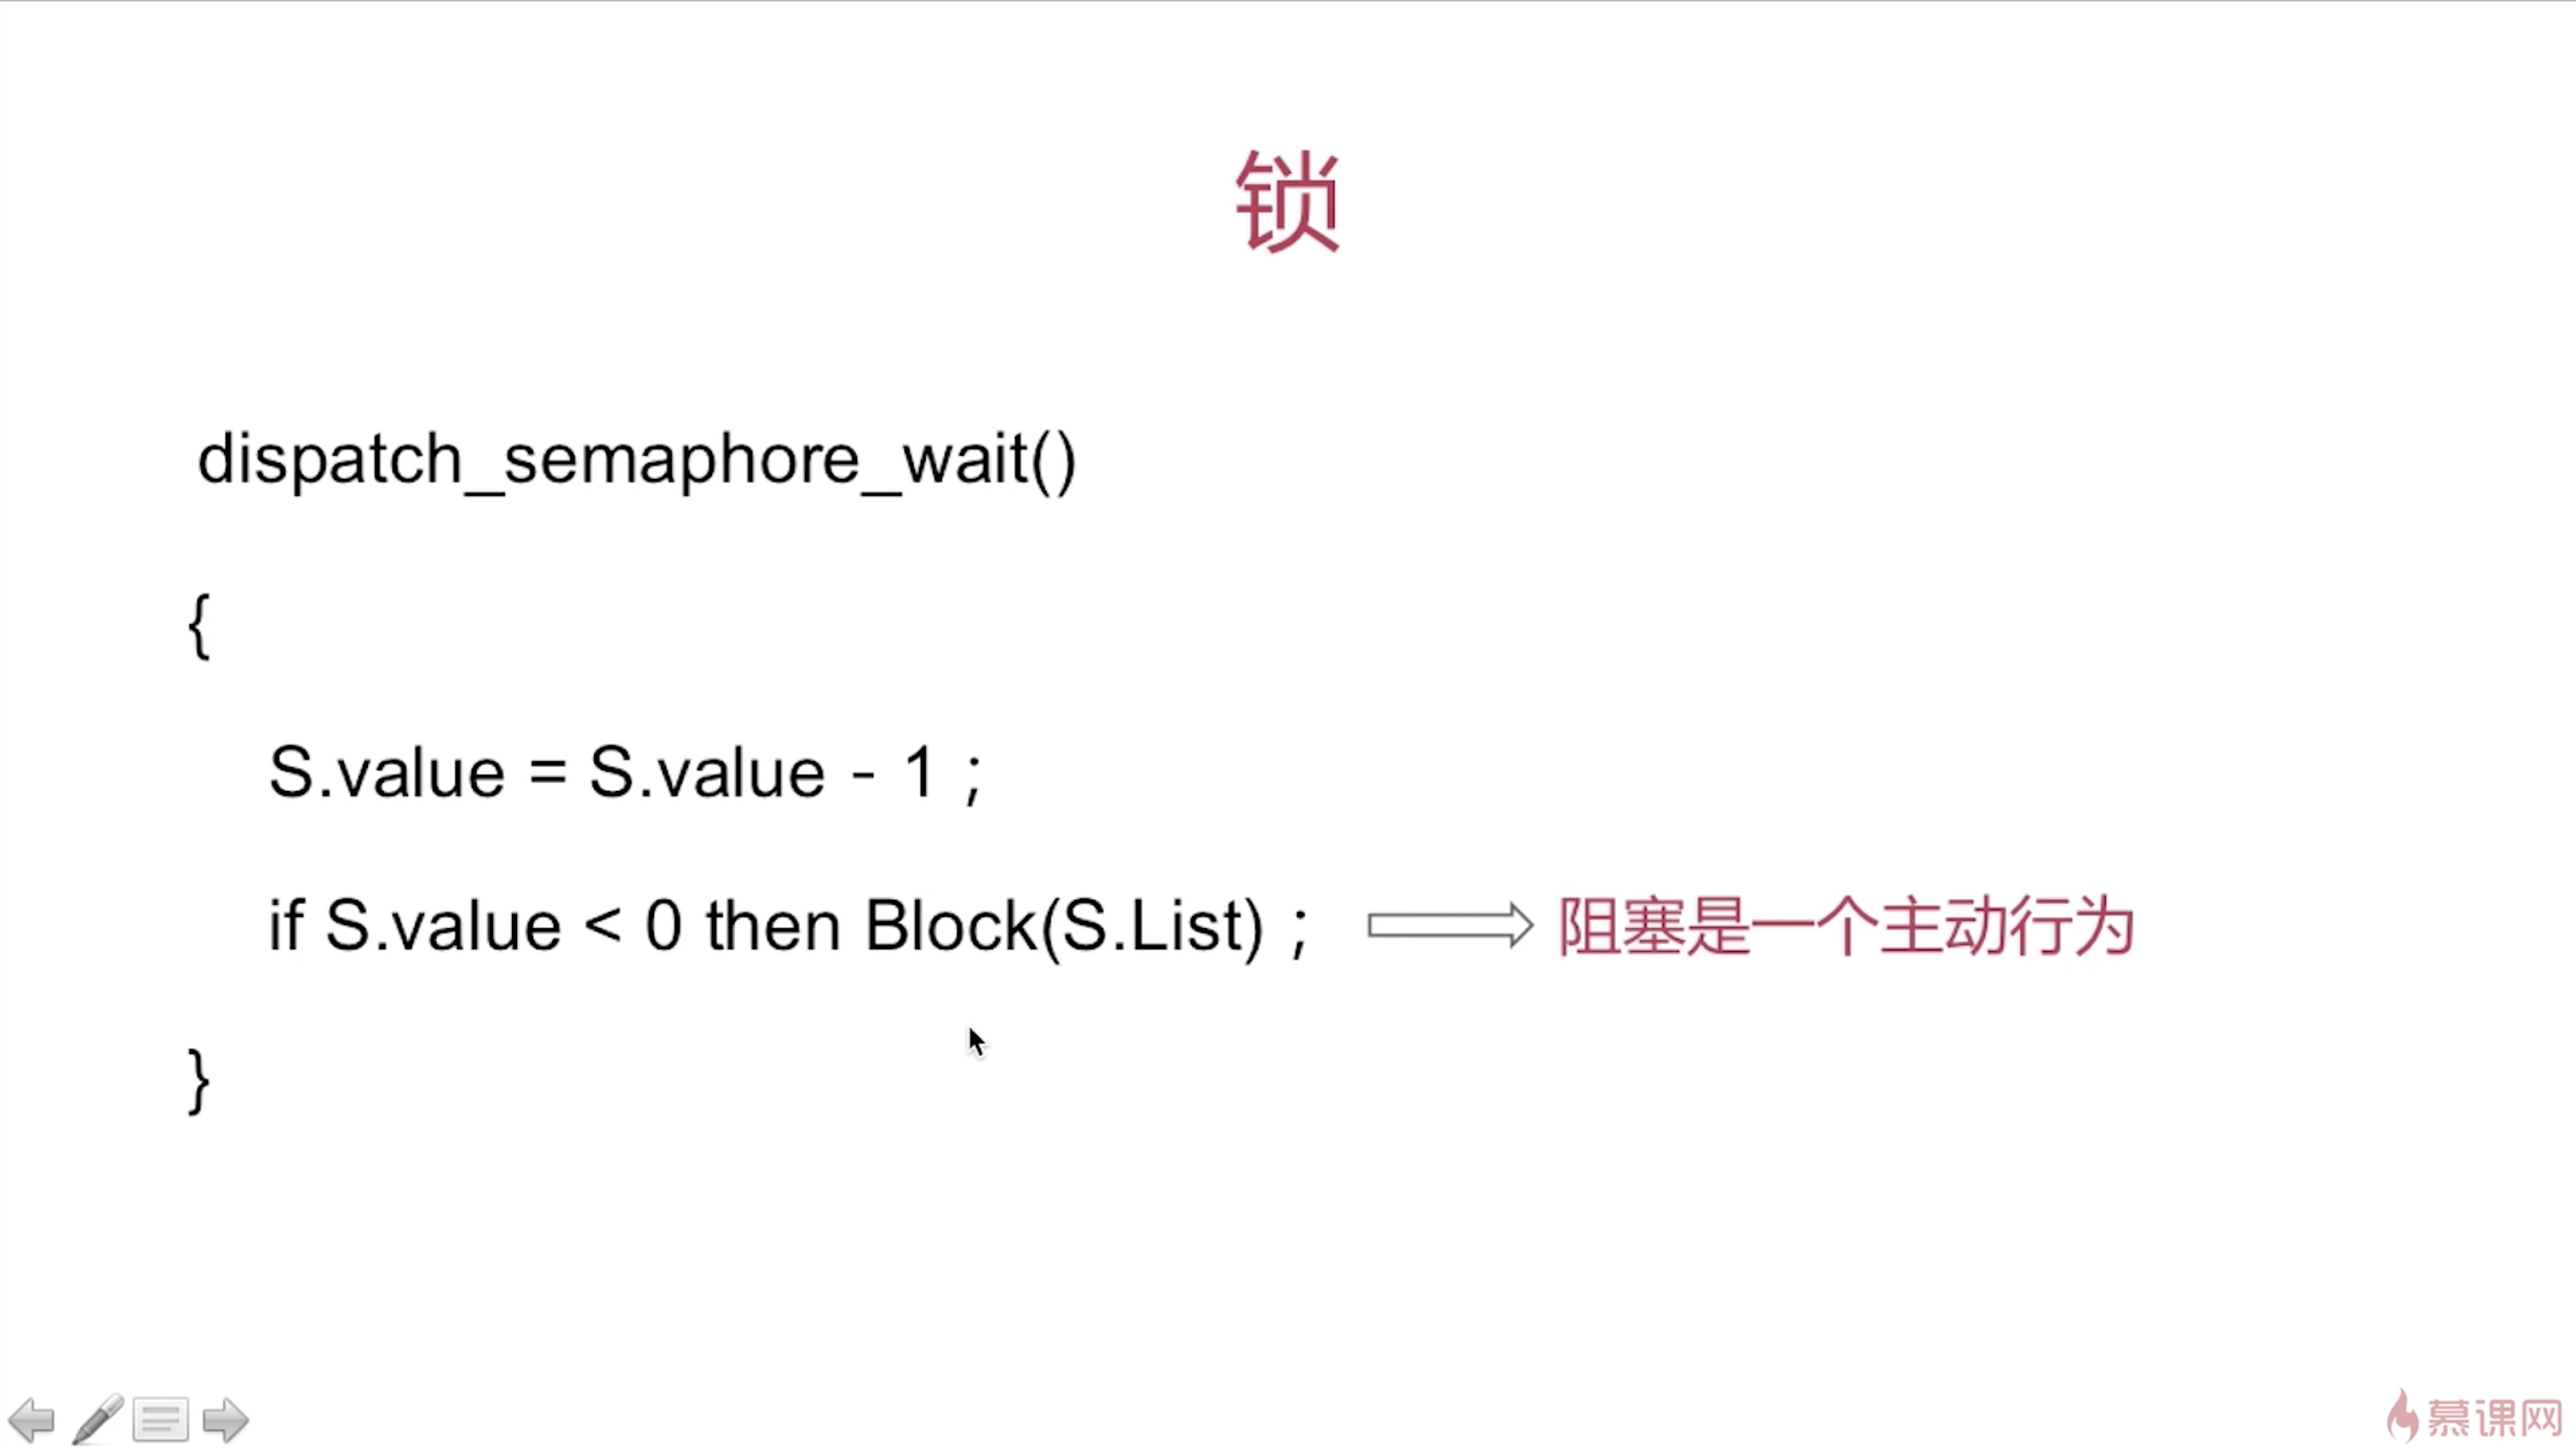 锁
dispatch_semaphore_wait()
{
S.value = S.value - 1 ;
if S.value < 0 then Block(S.List) ; 阻塞是一个主动行为
}
慕课网